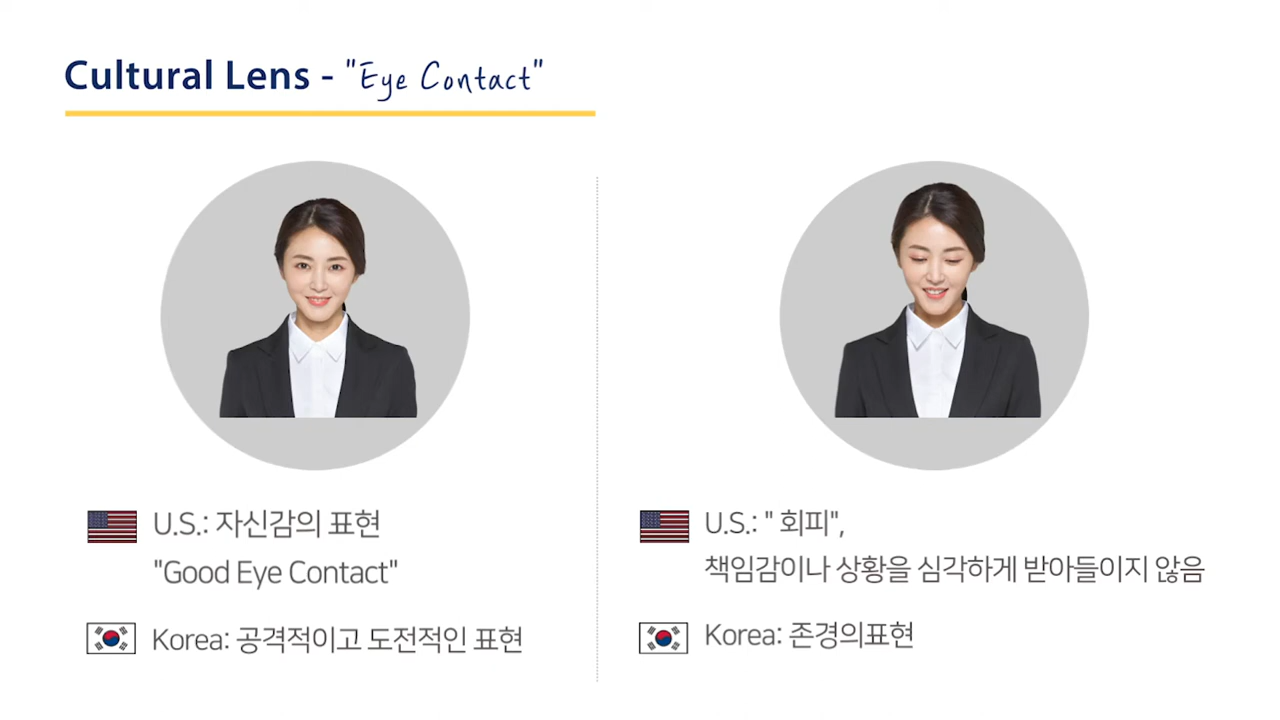 Cultural Lens - "Eye Contact"
U.S.: 자신감의 표현
"Good Eye Contact"
Korea: 공격적이고 도전적인 표현
U.S.: " 회피",
책임감이나 상황을 심각하게 받아들이지 않음
Korea: 존경의표현